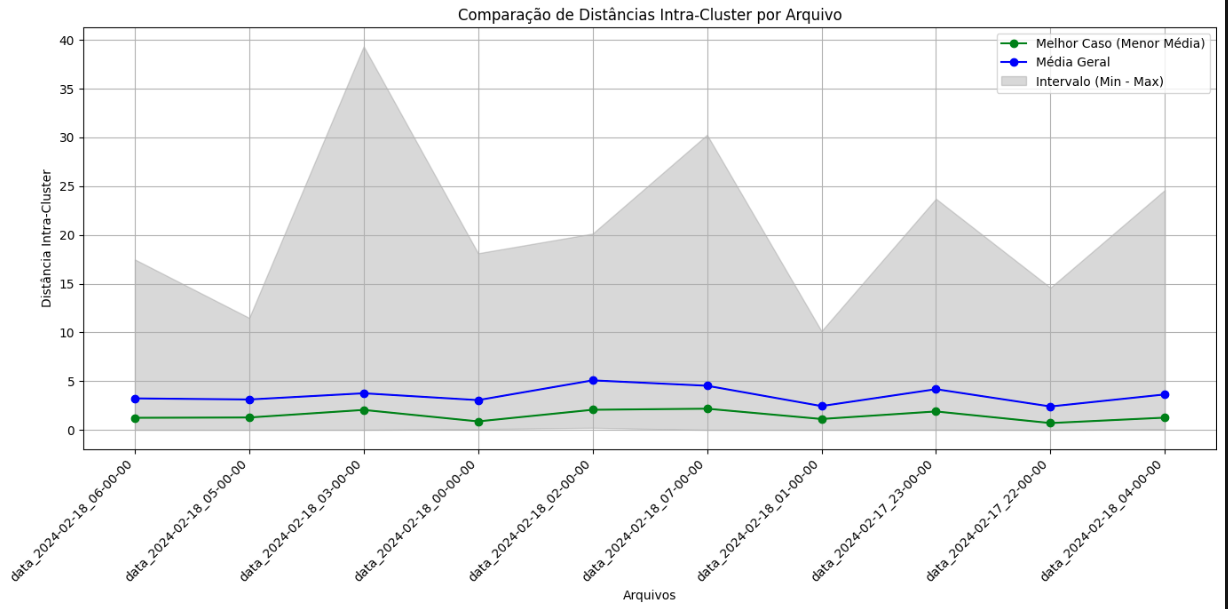 Comparação de Distâncias Intra-Cluster por Arquivo
Melhor Caso (Menor Média)
Média Geral
Intervalo (Min - Max)
Distância Intra-Cluster
40
35
30
25
20
15
10
5
0
data_2024-02-18_06-00-00
data_2024-02-18_05-00-00
data_2024-02-18_03-00-00
data_2024-02-18_00-00-00
data_2024-02-18_02-00-00
data_2024-02-18_07-00-00
data_2024-02-18_01-00-00
data_2024-02-17_23-00-00
data_2024-02-17_22-00-00
data_2024-02-18_04-00-00
Arquivos